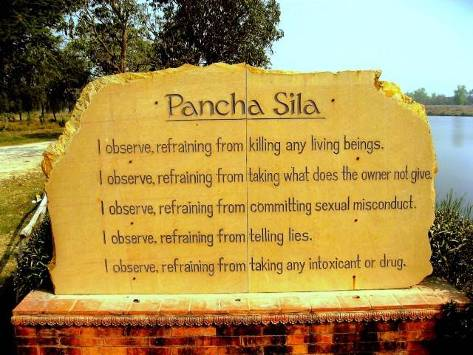 Pancha Sila
I observe, refraining from killing any living beings.
I observe, refraining from taking what does the owner not give.
I observe, refraining from committing sexual misconduct.
I observe, refraining from telling lies.
I observe, refraining from taking any intoxicant or drug.